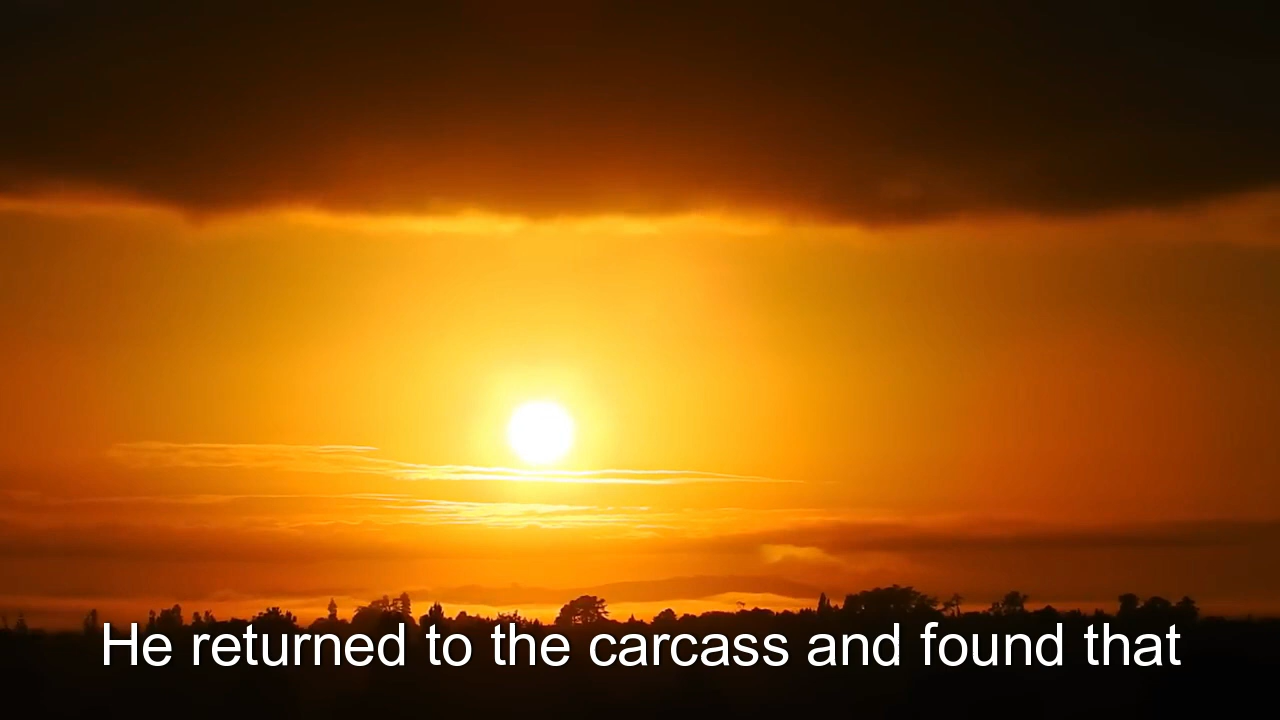 He returned to the carcass and found that